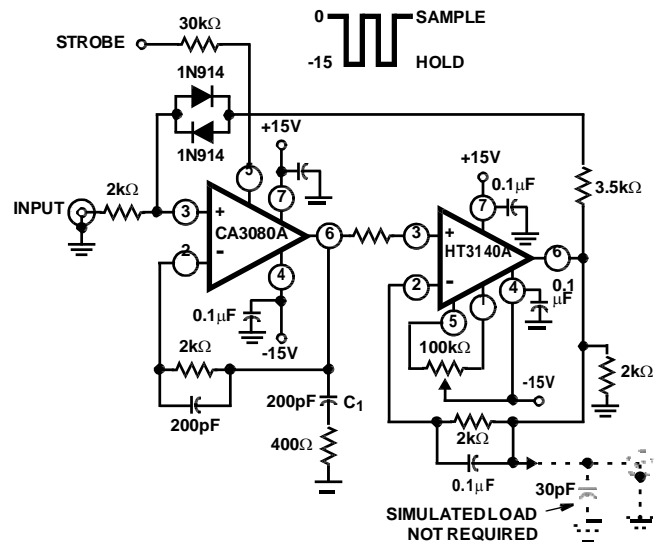 0
SAMPLE
-15
HOLD
30kΩ
STROBE
1N914
1N914
+15V
+15V
0.1µF
3.5kΩ
2kΩ
INPUT
5
7
7
3
+
CA3080A
6
3
+
HT3140A
6
2
-
4
2
-
4
0.1
µF
0.1µF
5
-15V
100kΩ
-15V
2kΩ
2kΩ
200pF
200pF
C1
400Ω
2kΩ
0.1µF
30pF
SIMULATED LOAD
NOT REQUIRED